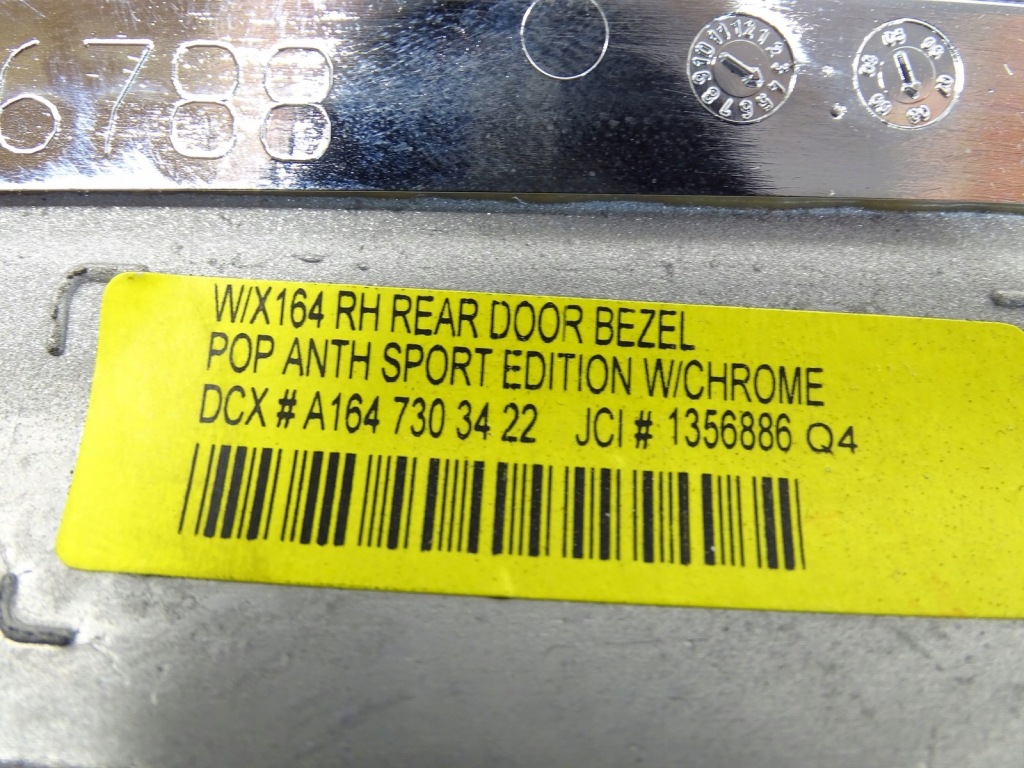 6788
W/X164 RH REAR DOOR BEZEL
POP ANTH SPORT EDITION W/CHROME
DCX # A164 730 34 22 JCI # 1356886 Q4